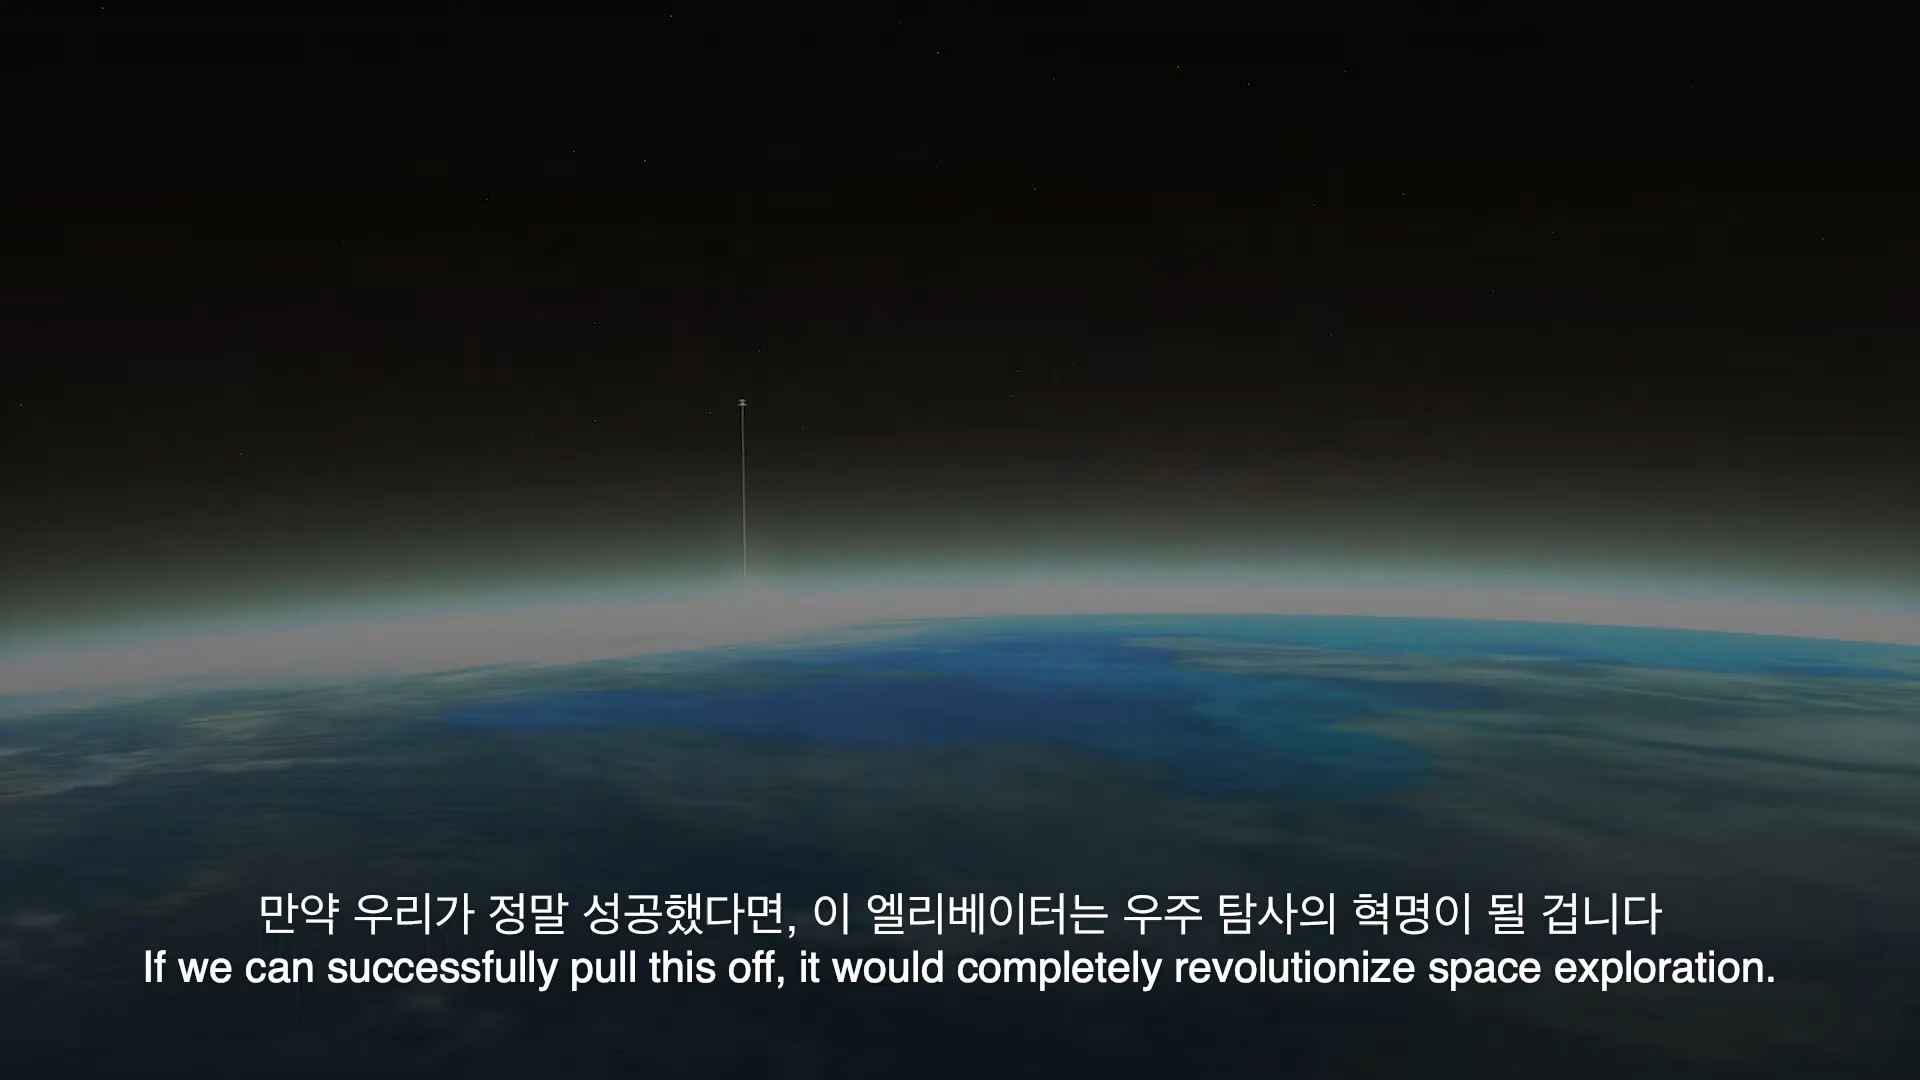 만약 우리가 정말 성공했다면, 이 엘리베이터는 우주 탐사의 혁명이 될 겁니다
If we can successfully pull this off, it would completely revolutionize space exploration.